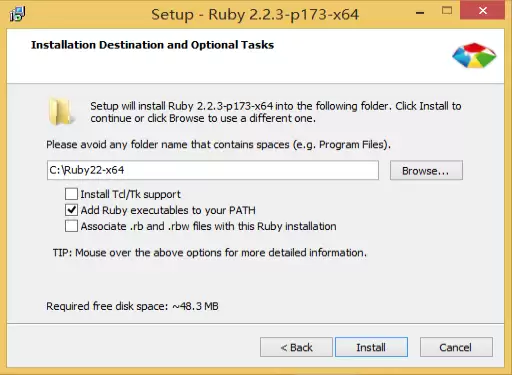 Setup - Ruby 2.2.3-p173-x64
Installation Destination and Optional Tasks
Setup will install Ruby 2.2.3-p173-x64 into the following folder. Click Install to
continue or click Browse to use a different one.
Please avoid any folder name that contains spaces (e.g. Program Files).
C:\Ruby22-x64
Browse...
Install Tcl/Tk support
Add Ruby executables to your PATH
Associate .rb and .rbw files with this Ruby installation
TIP: Mouse over the above options for more detailed information.
Required free disk space: ~48.3 MB
< Back Install Cancel